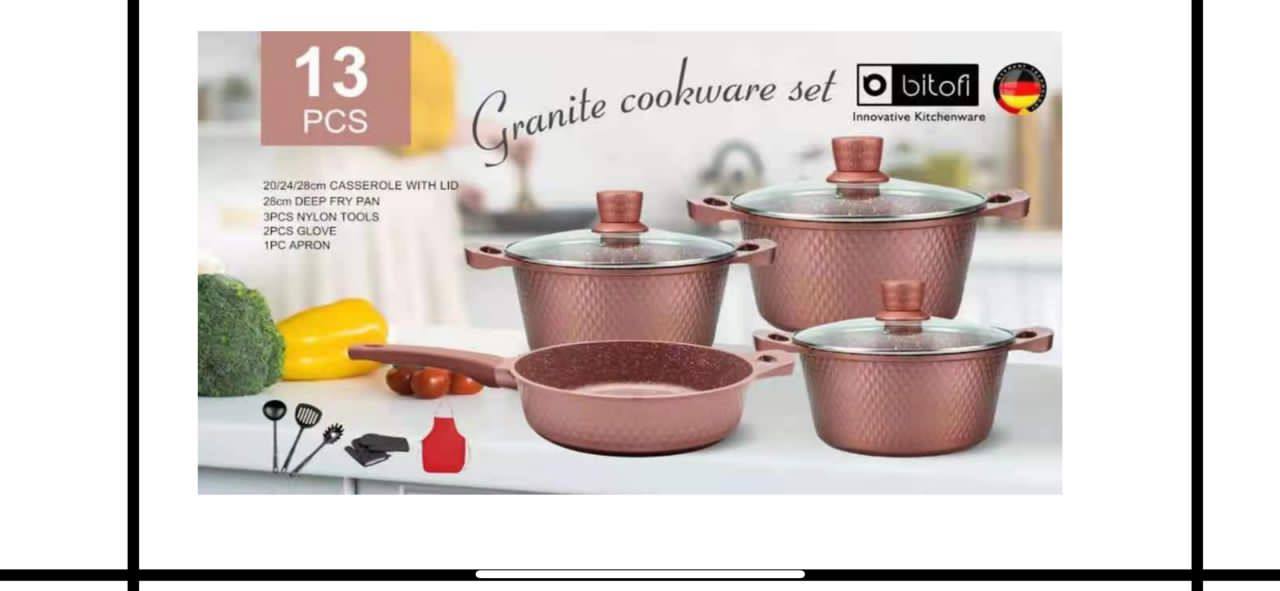 13
PCS
Granite cookware set
bitofi
Innovative Kitchenware
20/24/28cm CASSEROLE WITH LID
28cm DEEP FRY PAN
3PCS NYLON TOOLS
2PCS GLOVE
1PC APRON